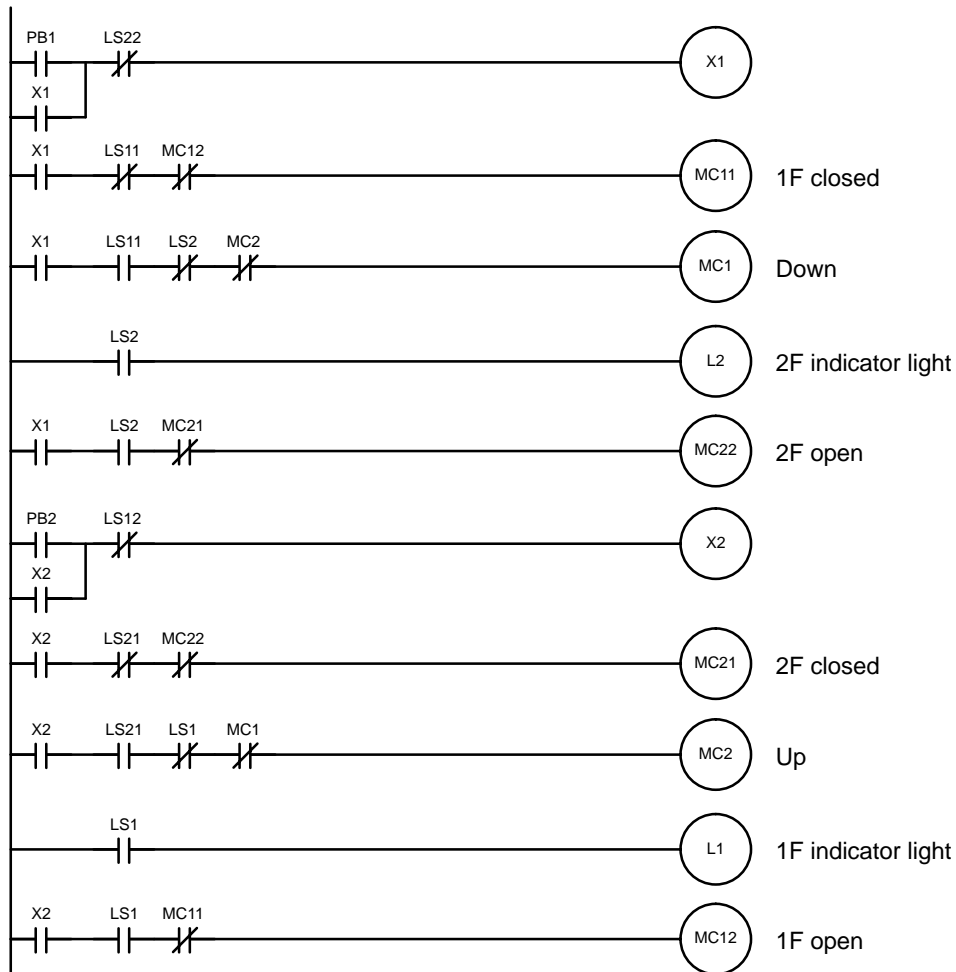 PB1 LS22
X1
X1
X1 LS11 MC12
MC11 1F closed
X1 LS11 LS2 MC2
MC1 Down
LS2
L2 2F indicator light
X1 LS2 MC21
MC22 2F open
PB2 LS12
X2
X2
X2 LS21 MC22
MC21 2F closed
X2 LS21 LS1 MC1
MC2 Up
LS1
L1 1F indicator light
X2 LS1 MC11
MC12 1F open